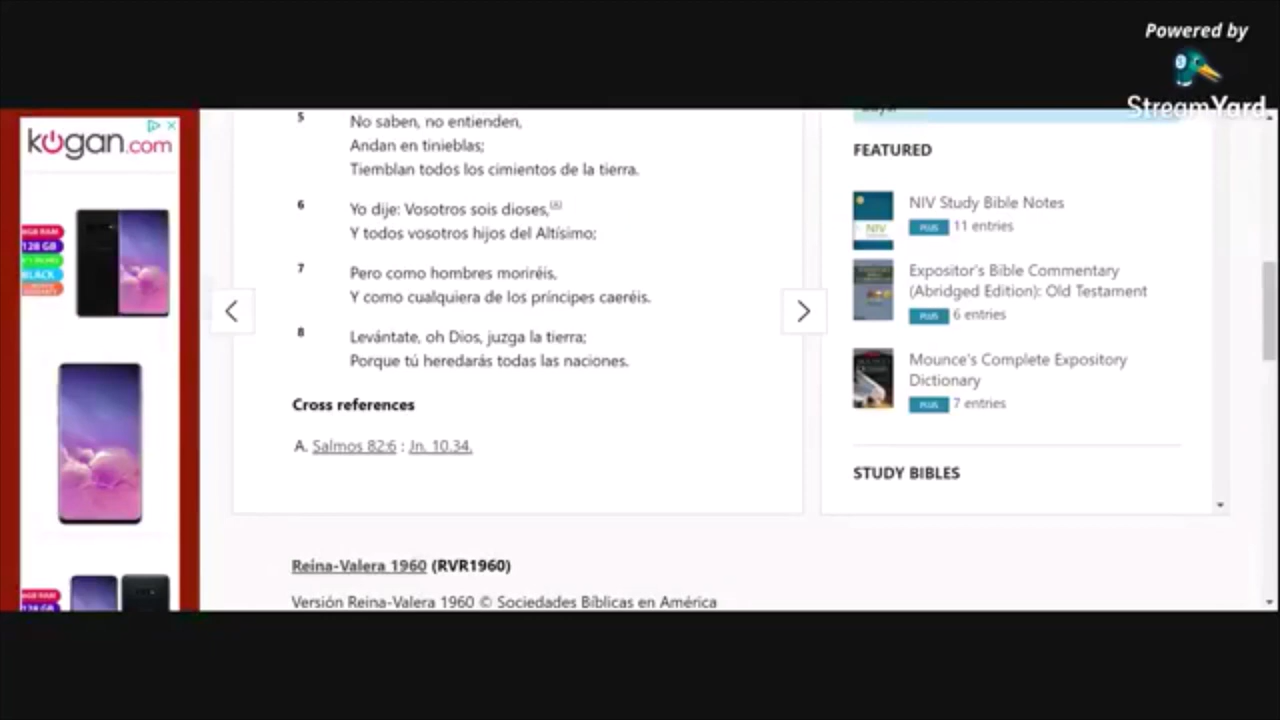 Powered by
StreamYard
kogan.com
128 GB
BLACK
5
No saben, no entienden,
Andan en tinieblas;
Tiemblan todos los cimientos de la tierra.
6
Yo dije: Vosotros sois dioses,[A]
Y todos vosotros hijos del Altísimo;
7
Pero como hombres moriréis,
Y como cualquiera de los príncipes caeréis.
8
Levántate, oh Dios, juzga la tierra;
Porque tú heredarás todas las naciones.
Cross references
A. Salmos 82:6 : Jn. 10.34.
Reina-Valera 1960 (RVR1960)
Versión Reina-Valera 1960 © Sociedades Bíblicas en América
FEATURED
NIV Study Bible Notes
PLUS 11 entries
Expositor's Bible Commentary
(Abridged Edition): Old Testament
PLUS 6 entries
Mounce's Complete Expository
Dictionary
PLUS 7 entries
STUDY BIBLES
NIV